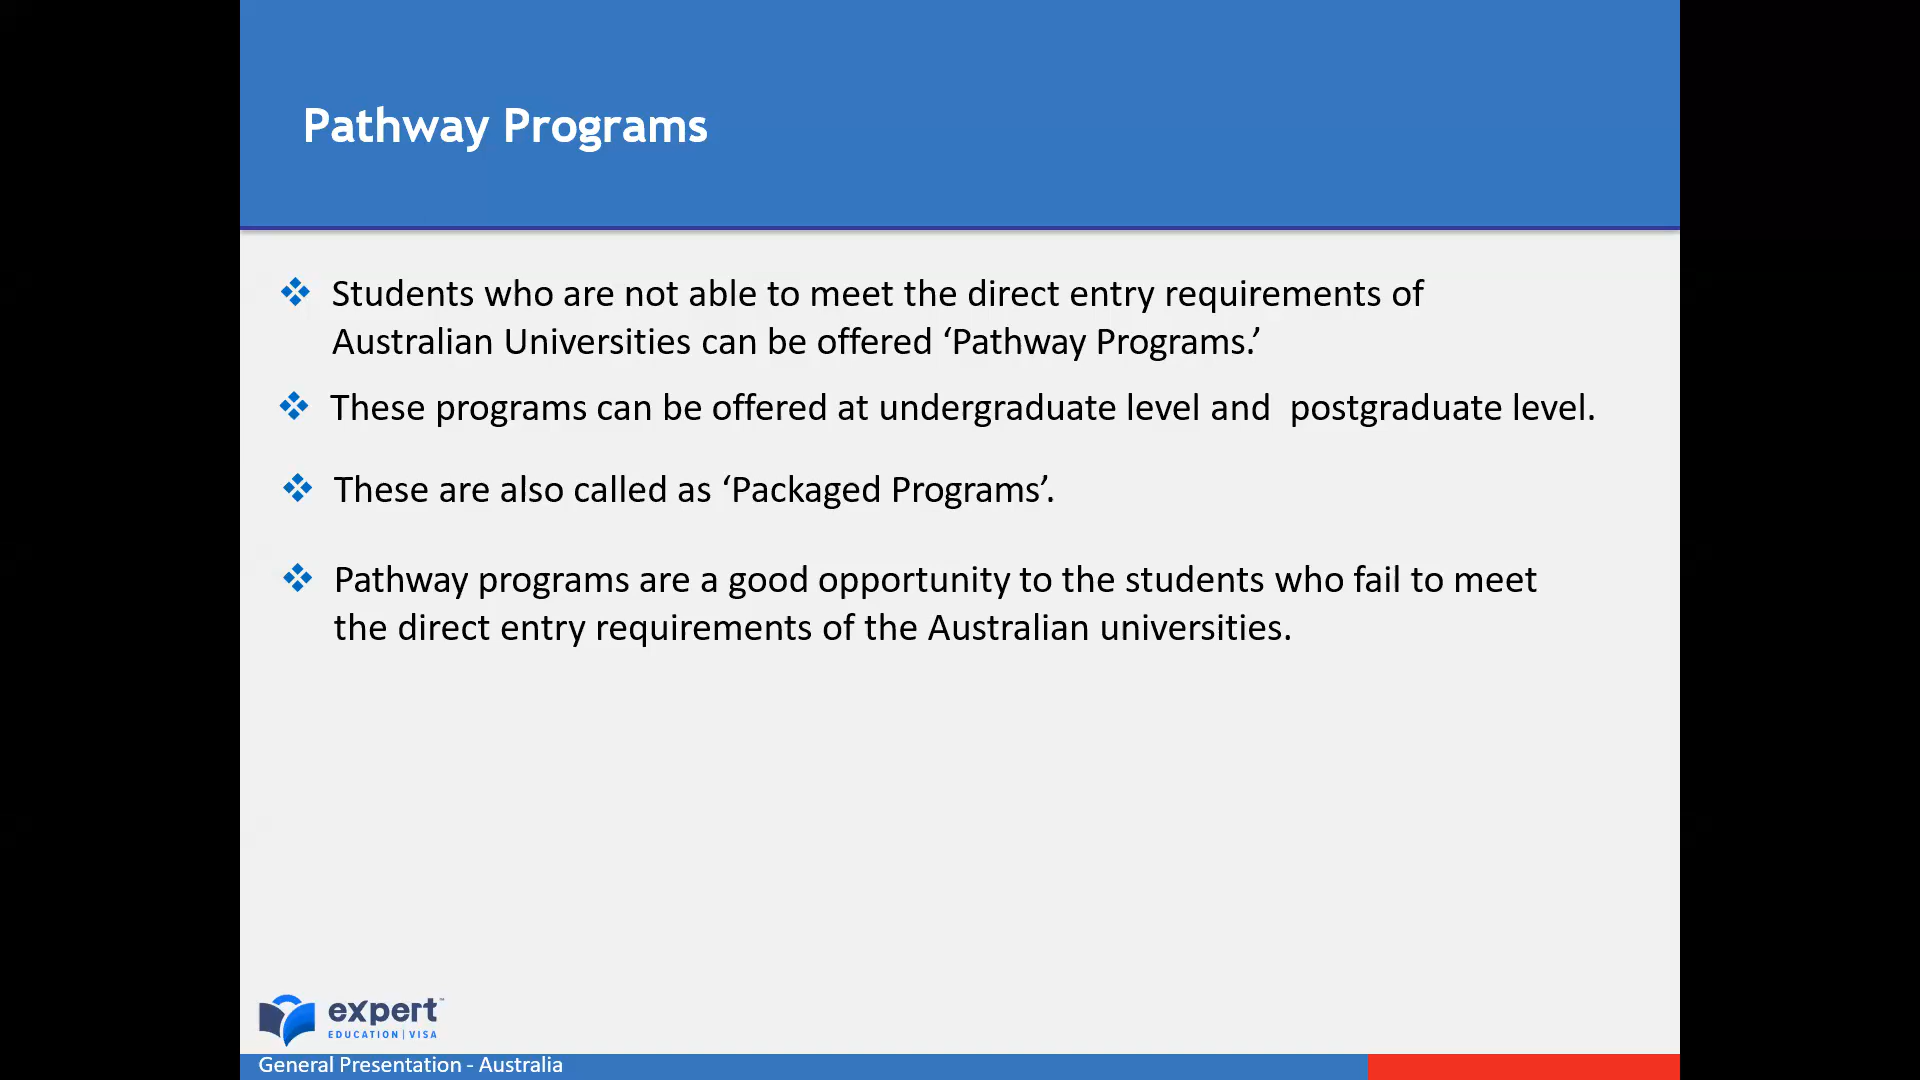 Pathway Programs
Students who are not able to meet the direct entry requirements of
Australian Universities can be offered ‘Pathway Programs.’
These programs can be offered at undergraduate level and  postgraduate level.
These are also called as ‘Packaged Programs’.
Pathway programs are a good opportunity to the students who fail to meet
the direct entry requirements of the Australian universities.
expert™
EDUCATION | VISA
General Presentation - Australia